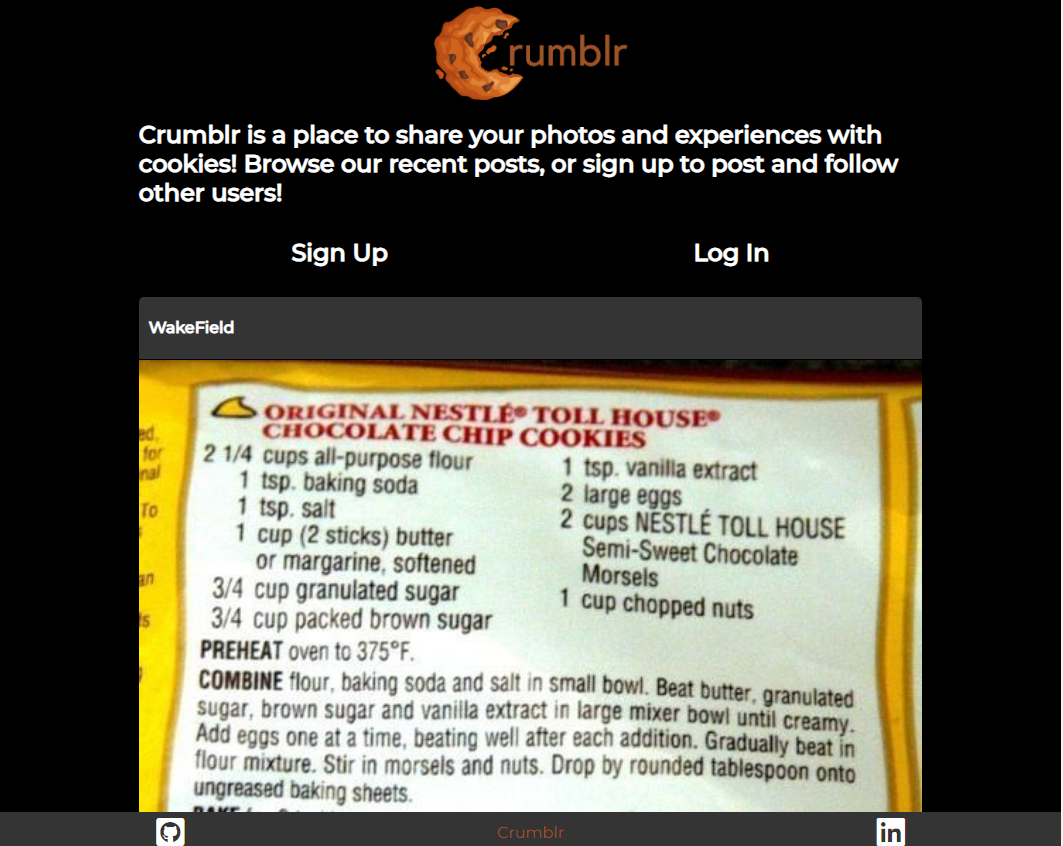 Crumblr
Crumblr is a place to share your photos and experiences with
cookies! Browse our recent posts, or sign up to post and follow
other users!
Sign Up
Log In
WakeField
ed,
for
nal
To
an
ls
ORIGINAL NESTLÉ® TOLL HOUSE®
CHOCOLATE CHIP COOKIES
2 1/4 cups all-purpose flour
1 tsp. baking soda
1 tsp. salt
1 cup (2 sticks) butter
or margarine, softened
3/4 cup granulated sugar
3/4 cup packed brown sugar
1 tsp. vanilla extract
2 large eggs
2 cups NESTLÉ TOLL HOUSE
Semi-Sweet Chocolate
Morsels
1 cup chopped nuts
PREHEAT oven to 375°F.
COMBINE flour, baking soda and salt in small bowl. Beat butter, granulated
sugar, brown sugar and vanilla extract in large mixer bowl until creamy.
Add eggs one at a time, beating well after each addition. Gradually beat in
flour mixture. Stir in morsels and nuts. Drop by rounded tablespoon onto
ungreased baking sheets.
Crumblr
in